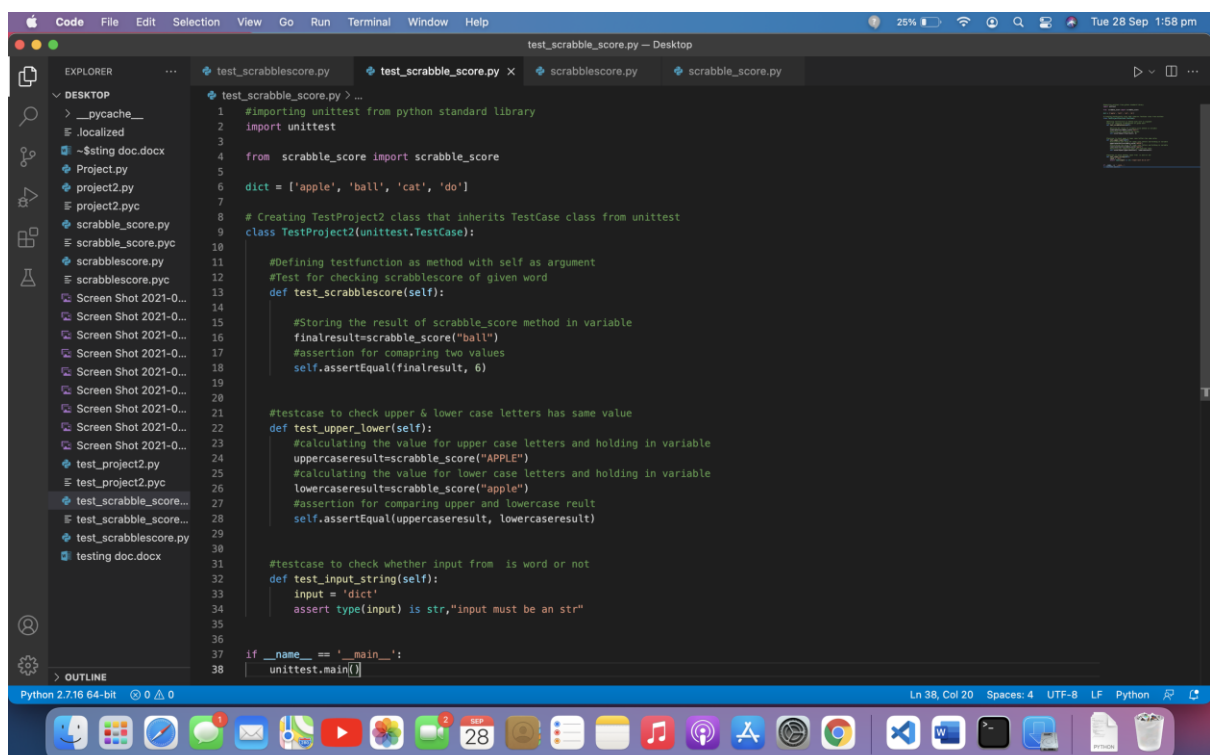 Code File Edit Selection View Go Run Terminal Window Help 25% Tue 28 Sep 1:58 pm
test_scrabble_score.py — Desktop
EXPLORER ... test_scrabblescore.py test_scrabble_score.py × scrabblescore.py scrabble_score.py ...
DESKTOP
test_scrabble_score.py > ...
__pycache__
.localized
~$sting doc.docx
Project.py
project2.py
project2.pyc
scrabble_score.py
scrabble_score.pyc
scrabblescore.py
scrabblescore.pyc
Screen Shot 2021-0...
Screen Shot 2021-0...
Screen Shot 2021-0...
Screen Shot 2021-0...
Screen Shot 2021-0...
Screen Shot 2021-0...
Screen Shot 2021-0...
Screen Shot 2021-0...
Screen Shot 2021-0...
test_project2.py
test_project2.pyc
test_scrabble_score...
test_scrabble_score...
test_scrabblescore.py
testing doc.docx
OUTLINE
1 #importing unittest from python standard library
2 import unittest
3
4 from  scrabble_score import scrabble_score
5
6 dict = ['apple', 'ball', 'cat', 'do']
7
8 # Creating TestProject2 class that inherits TestCase class from unittest
9 class TestProject2(unittest.TestCase):
10
11     #Defining testfunction as method with self as argument
12     #Test for checking scrabblescore of given word
13     def test_scrabblescore(self):
14
15         #Storing the result of scrabble_score method in variable
16         finalresult=scrabble_score("ball")
17         #assertion for comapring two values
18         self.assertEqual(finalresult, 6)
19
20
21     #testcase to check upper & lower case letters has same value
22     def test_upper_lower(self):
23         #calculating the value for upper case letters and holding in variable
24         uppercaseresult=scrabble_score("APPLE")
25         #calculating the value for lower case letters and holding in variable
26         lowercaseresult=scrabble_score("apple")
27         #assertion for comparing upper and lowercase reult
28         self.assertEqual(uppercaseresult, lowercaseresult)
29
30
31     #testcase to check whether input from  is word or not
32     def test_input_string(self):
33         input = 'dict'
34         assert type(input) is str,"input must be an str"
35
36
37 if __name__ == '__main__':
38     unittest.main()
Python 2.7.16 64-bit 0 0 Ln 38, Col 20 Spaces: 4 UTF-8 LF Python
1 2 SEP
28
PYTHON